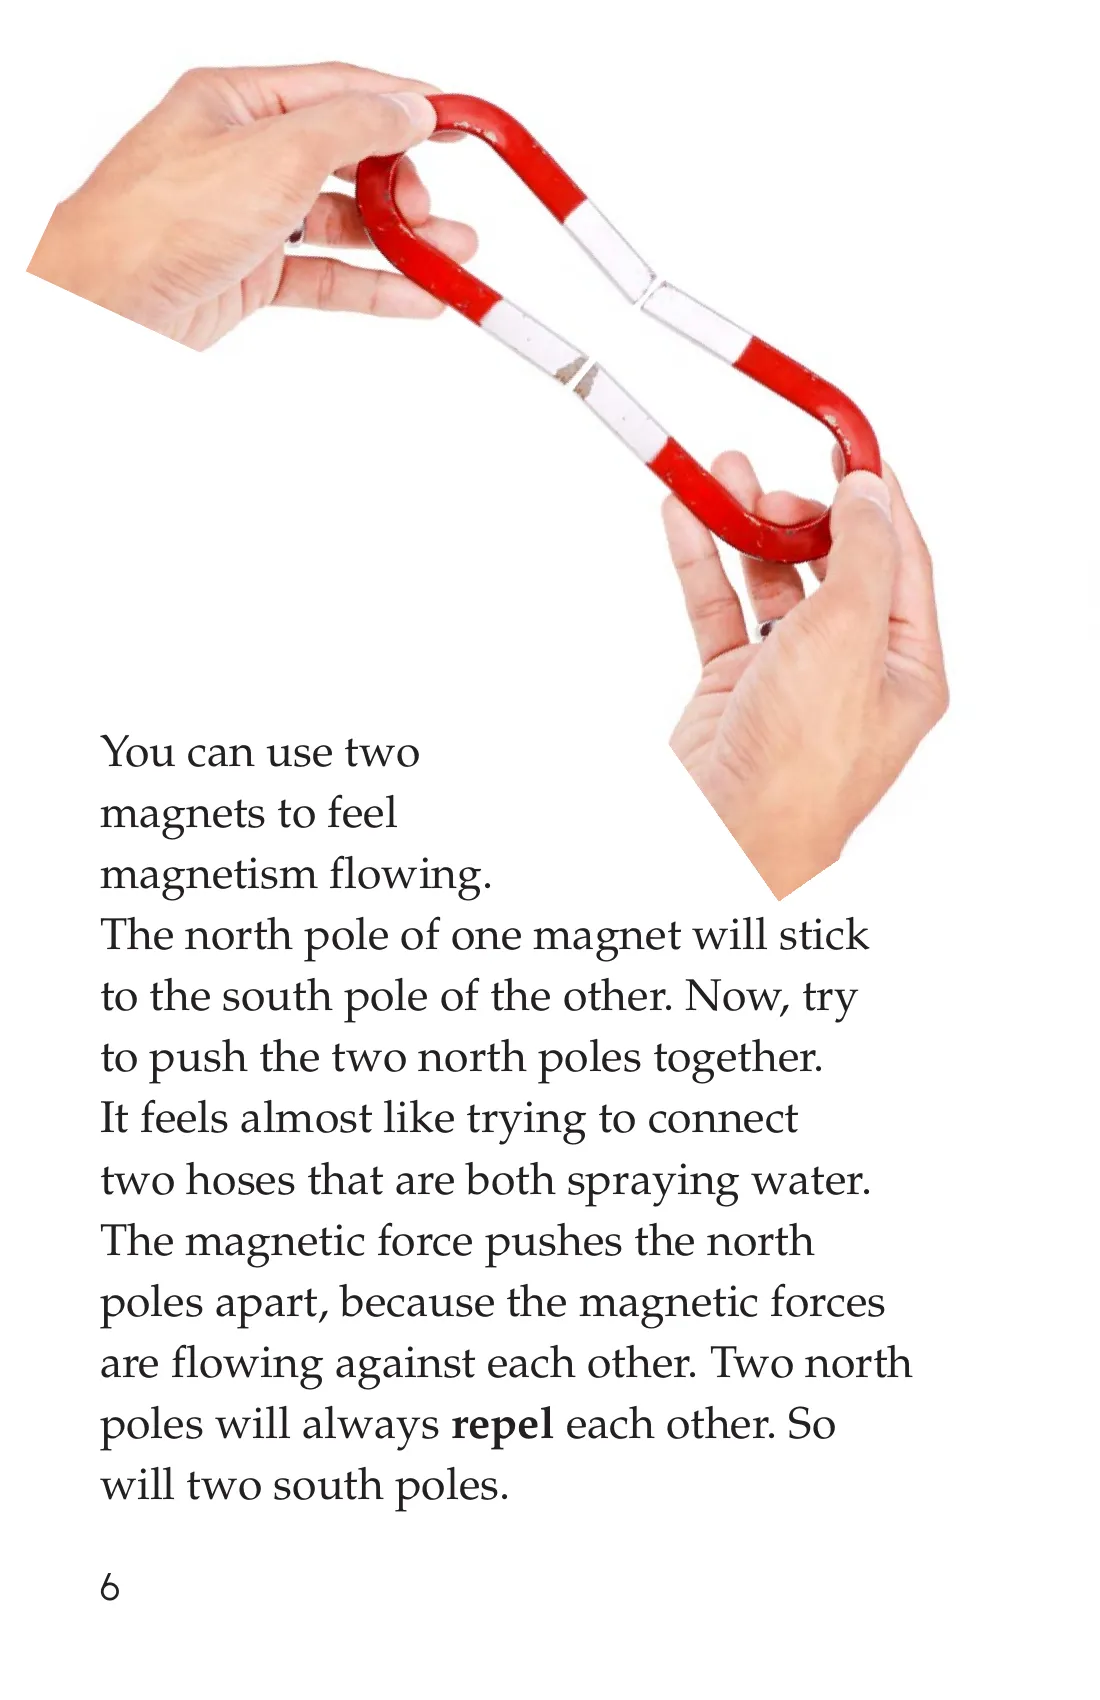 You can use two
magnets to feel
magnetism flowing.
The north pole of one magnet will stick
to the south pole of the other. Now, try
to push the two north poles together.
It feels almost like trying to connect
two hoses that are both spraying water.
The magnetic force pushes the north
poles apart, because the magnetic forces
are flowing against each other. Two north
poles will always repel each other. So
will two south poles.
6